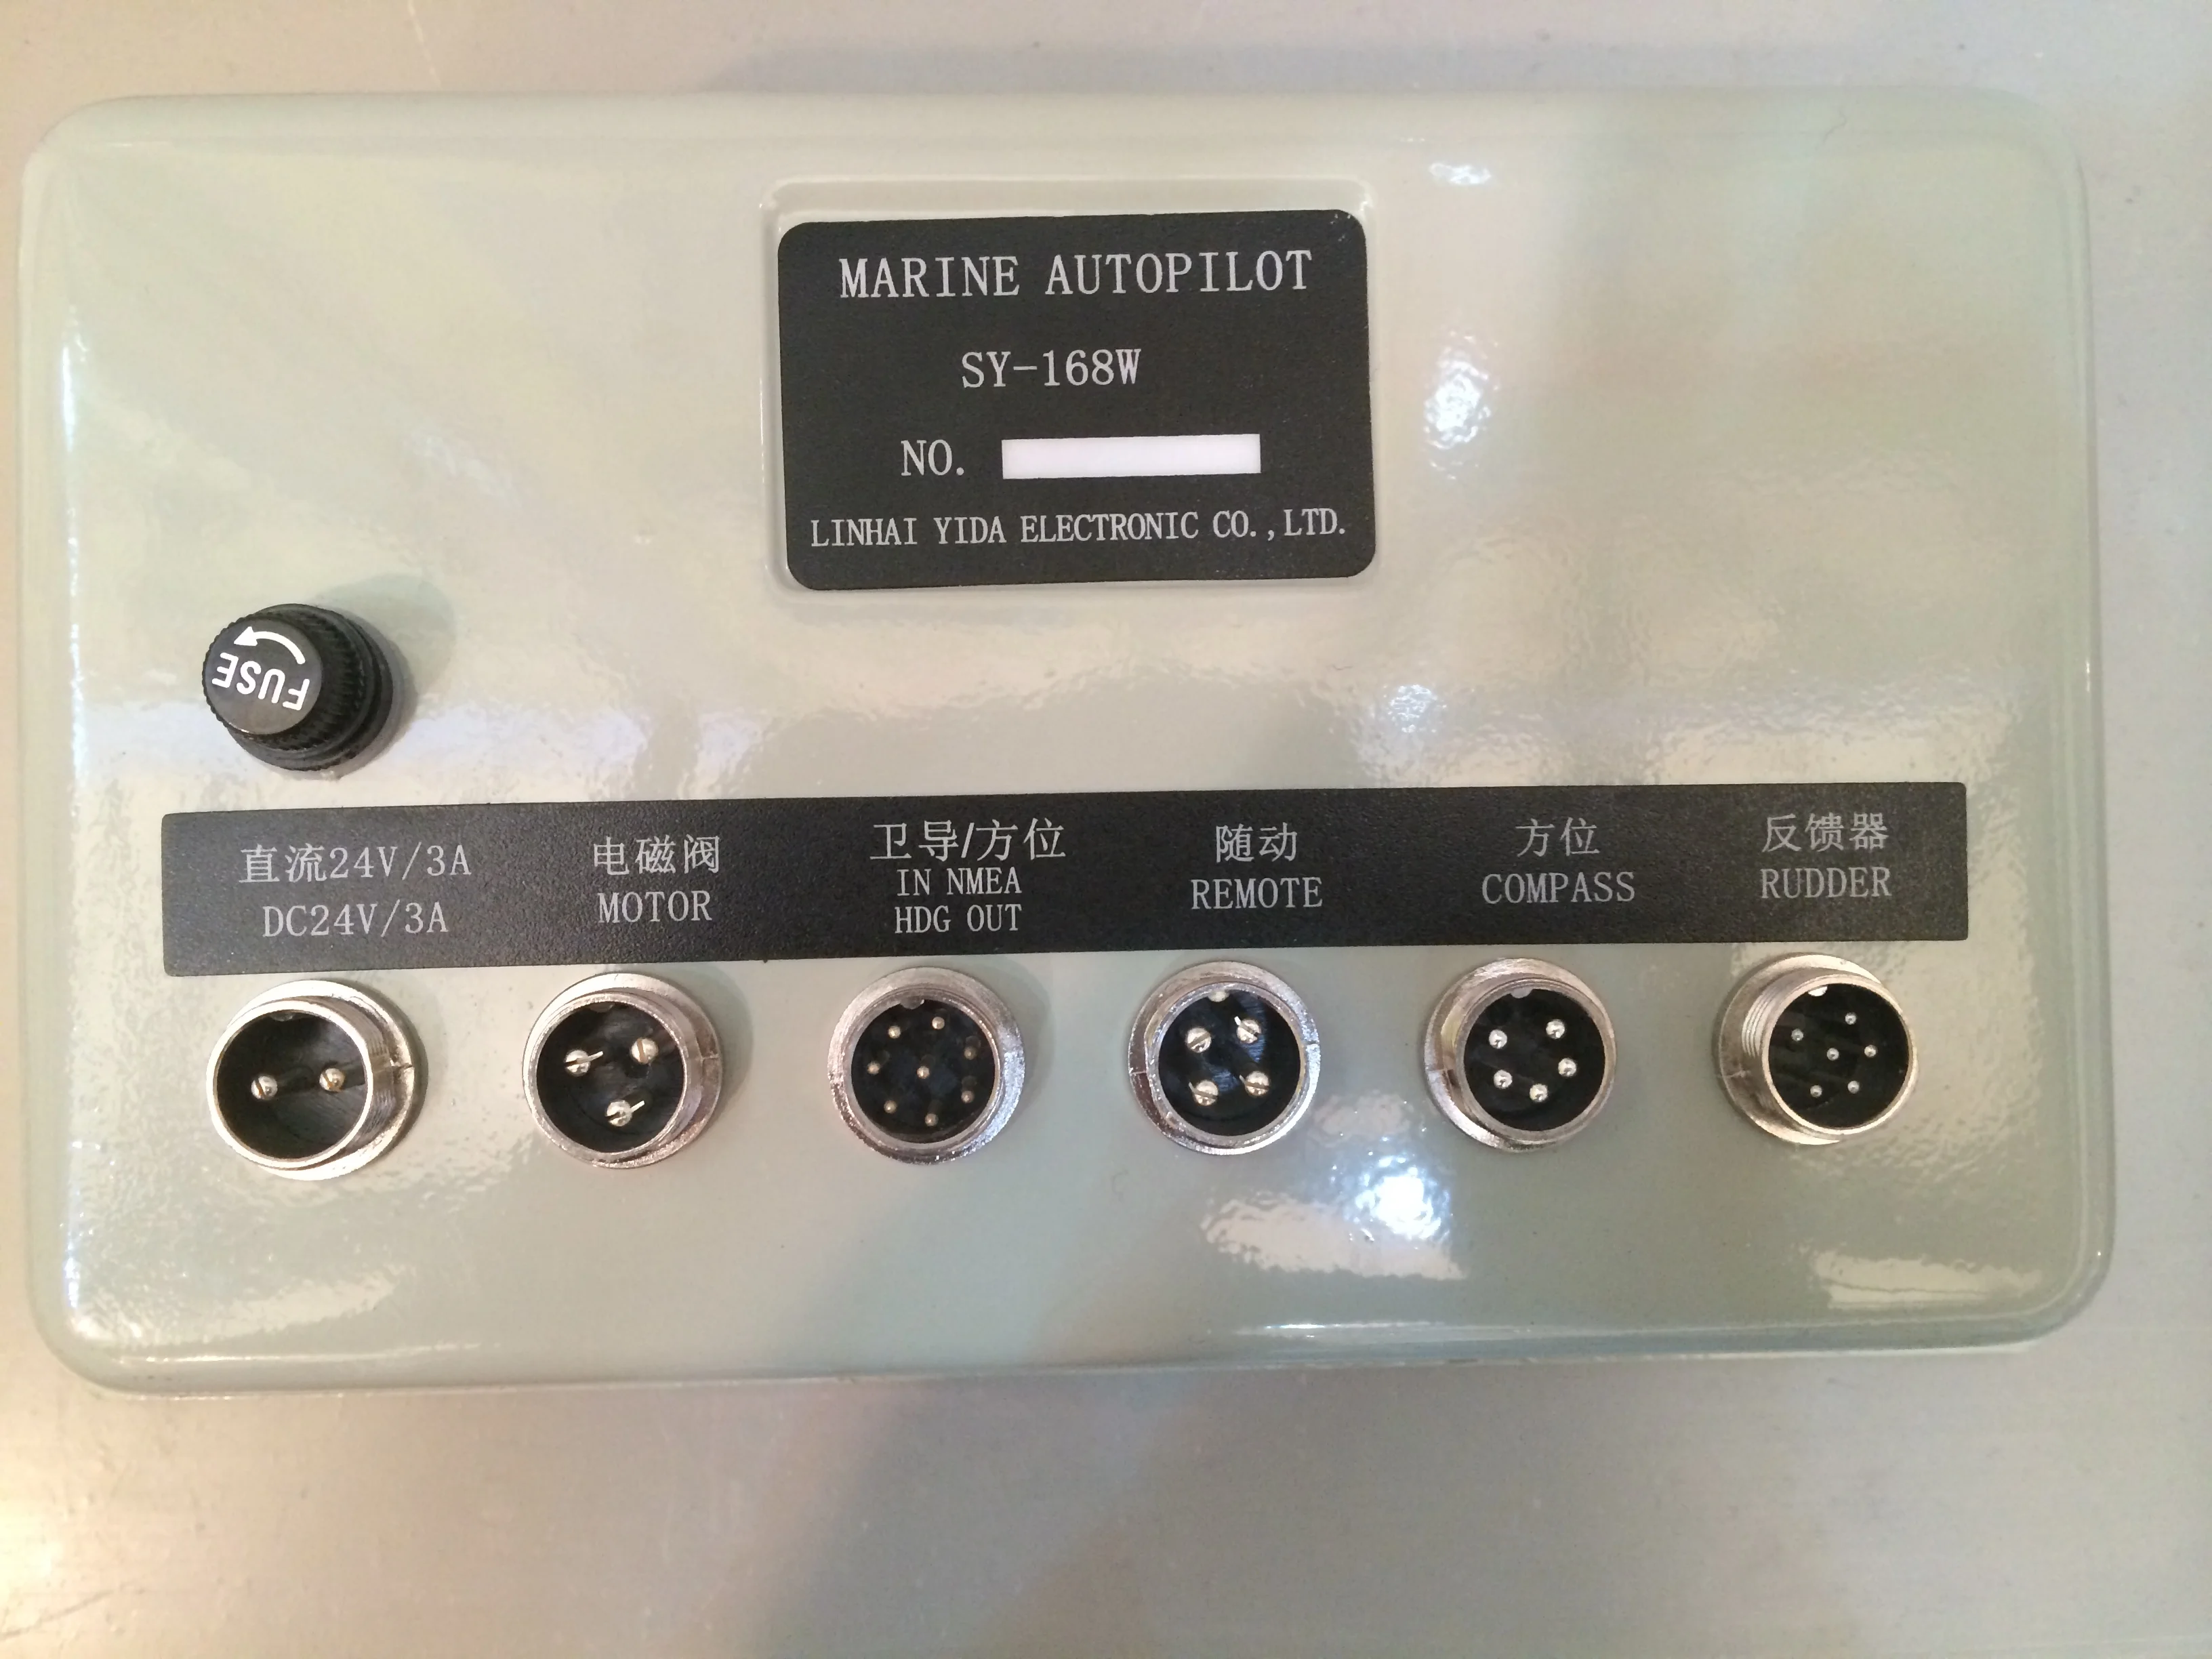 MARINE AUTOPILOT
SY-168W
NO.
LINHAI YIDA ELECTRONIC CO.,LTD.
FUSE
直流24V/3A
DC24V/3A
电磁阀
MOTOR
卫导/方位
IN NMEA
HDG OUT
随动
REMOTE
方位
COMPASS
反馈器
RUDDER